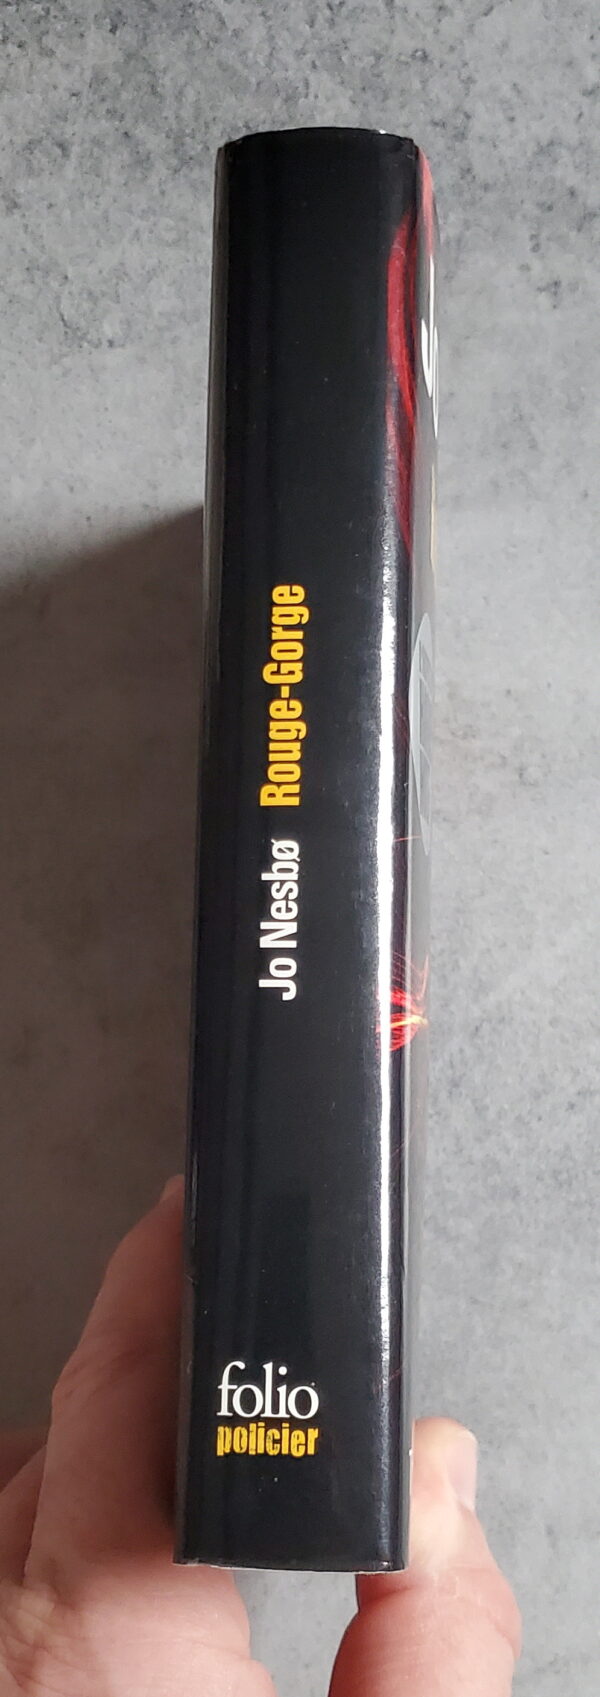 Jo Nesbø Rouge-Gorge
folio
policier